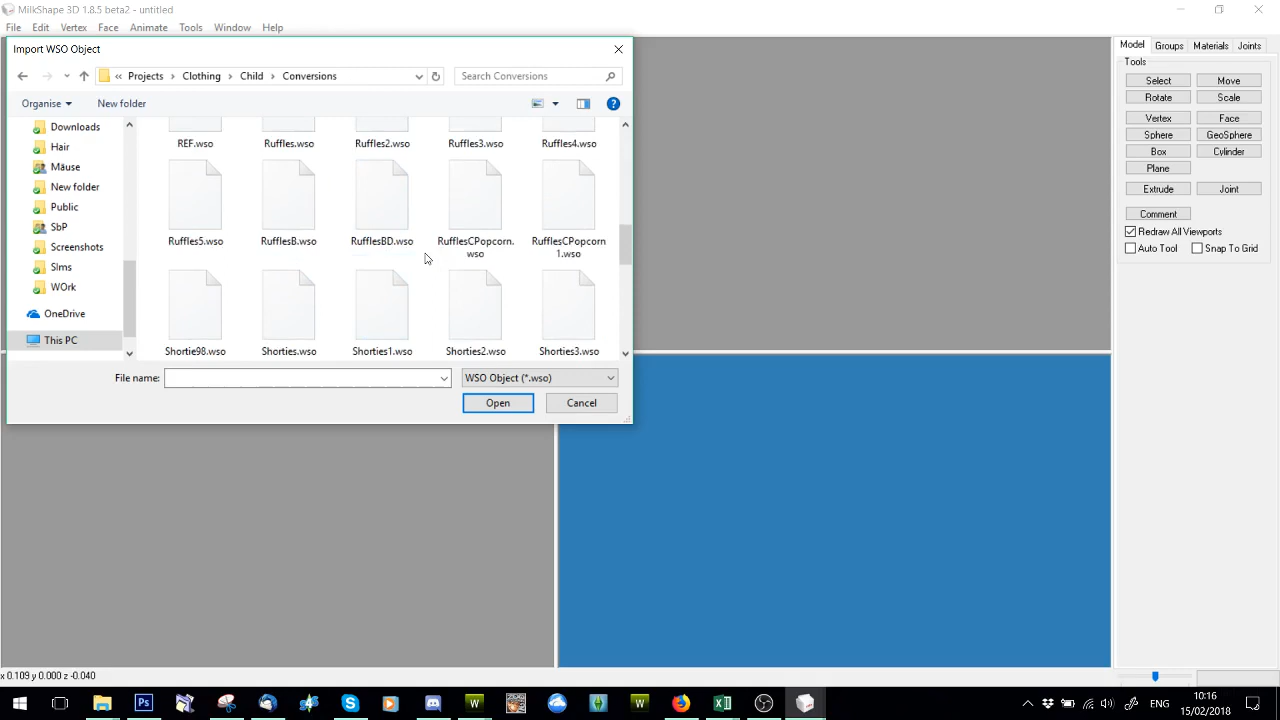 MilkShape 3D 1.8.5 beta2 - untitled
File Edit Vertex Face Animate Tools Window Help
Import WSO Object
« Projects Clothing Child Conversions Search Conversions
Organise New folder
Downloads
Hair
Mäuse
New folder
Public
SbP
Screenshots
SIms
WOrk
OneDrive
This PC
REF.wso Ruffles.wso Ruffles2.wso Ruffles3.wso Ruffles4.wso
Ruffles5.wso RufflesB.wso RufflesBD.wso RufflesCPopcorn. RufflesCPopcorn
wso 1.wso
Shortie98.wso Shorties.wso Shorties1.wso Shorties2.wso Shorties3.wso
File name: WSO Object (*.wso)
Open Cancel
Model Groups Materials Joints
Tools
Select Move
Rotate Scale
Vertex Face
Sphere GeoSphere
Box Cylinder
Plane
Extrude Joint
Comment
Redraw All Viewports
Auto Tool Snap To Grid
x 0.109 y 0.000 z -0.040
Ps W W
ENG 10:16
15/02/2018